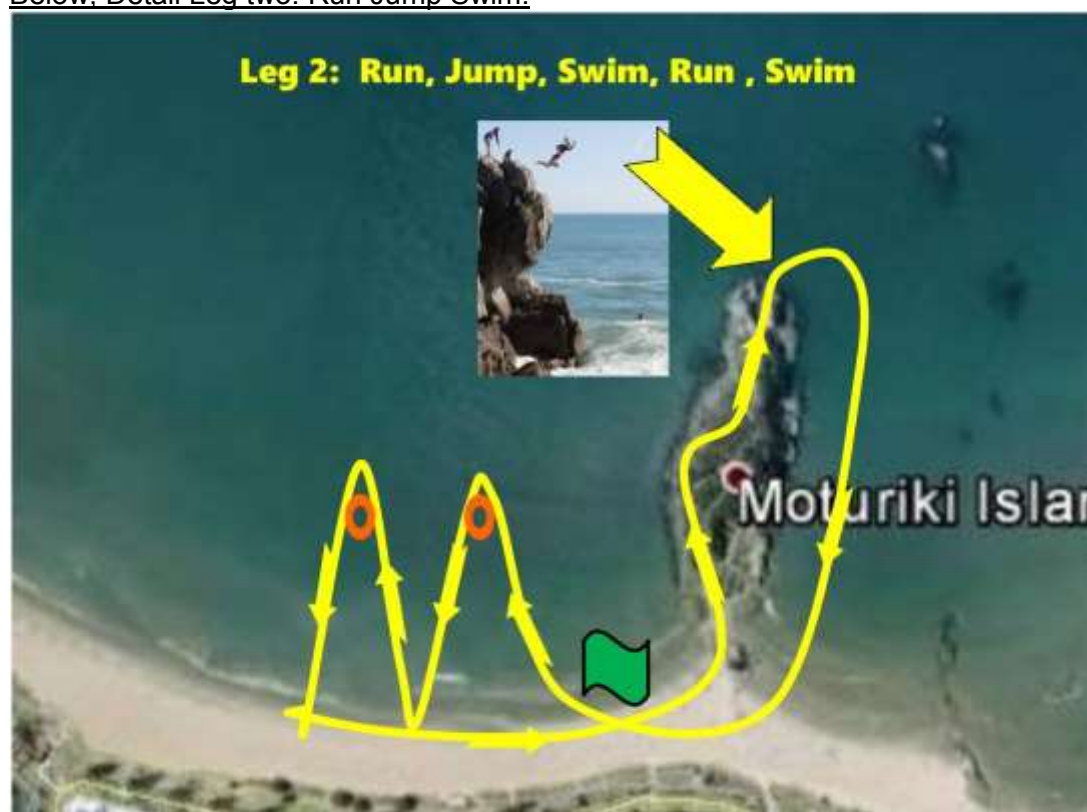 Below, Detail Leg two. Run Jump Swim.
Leg 2: Run, Jump, Swim, Run , Swim
Moturiki Islan